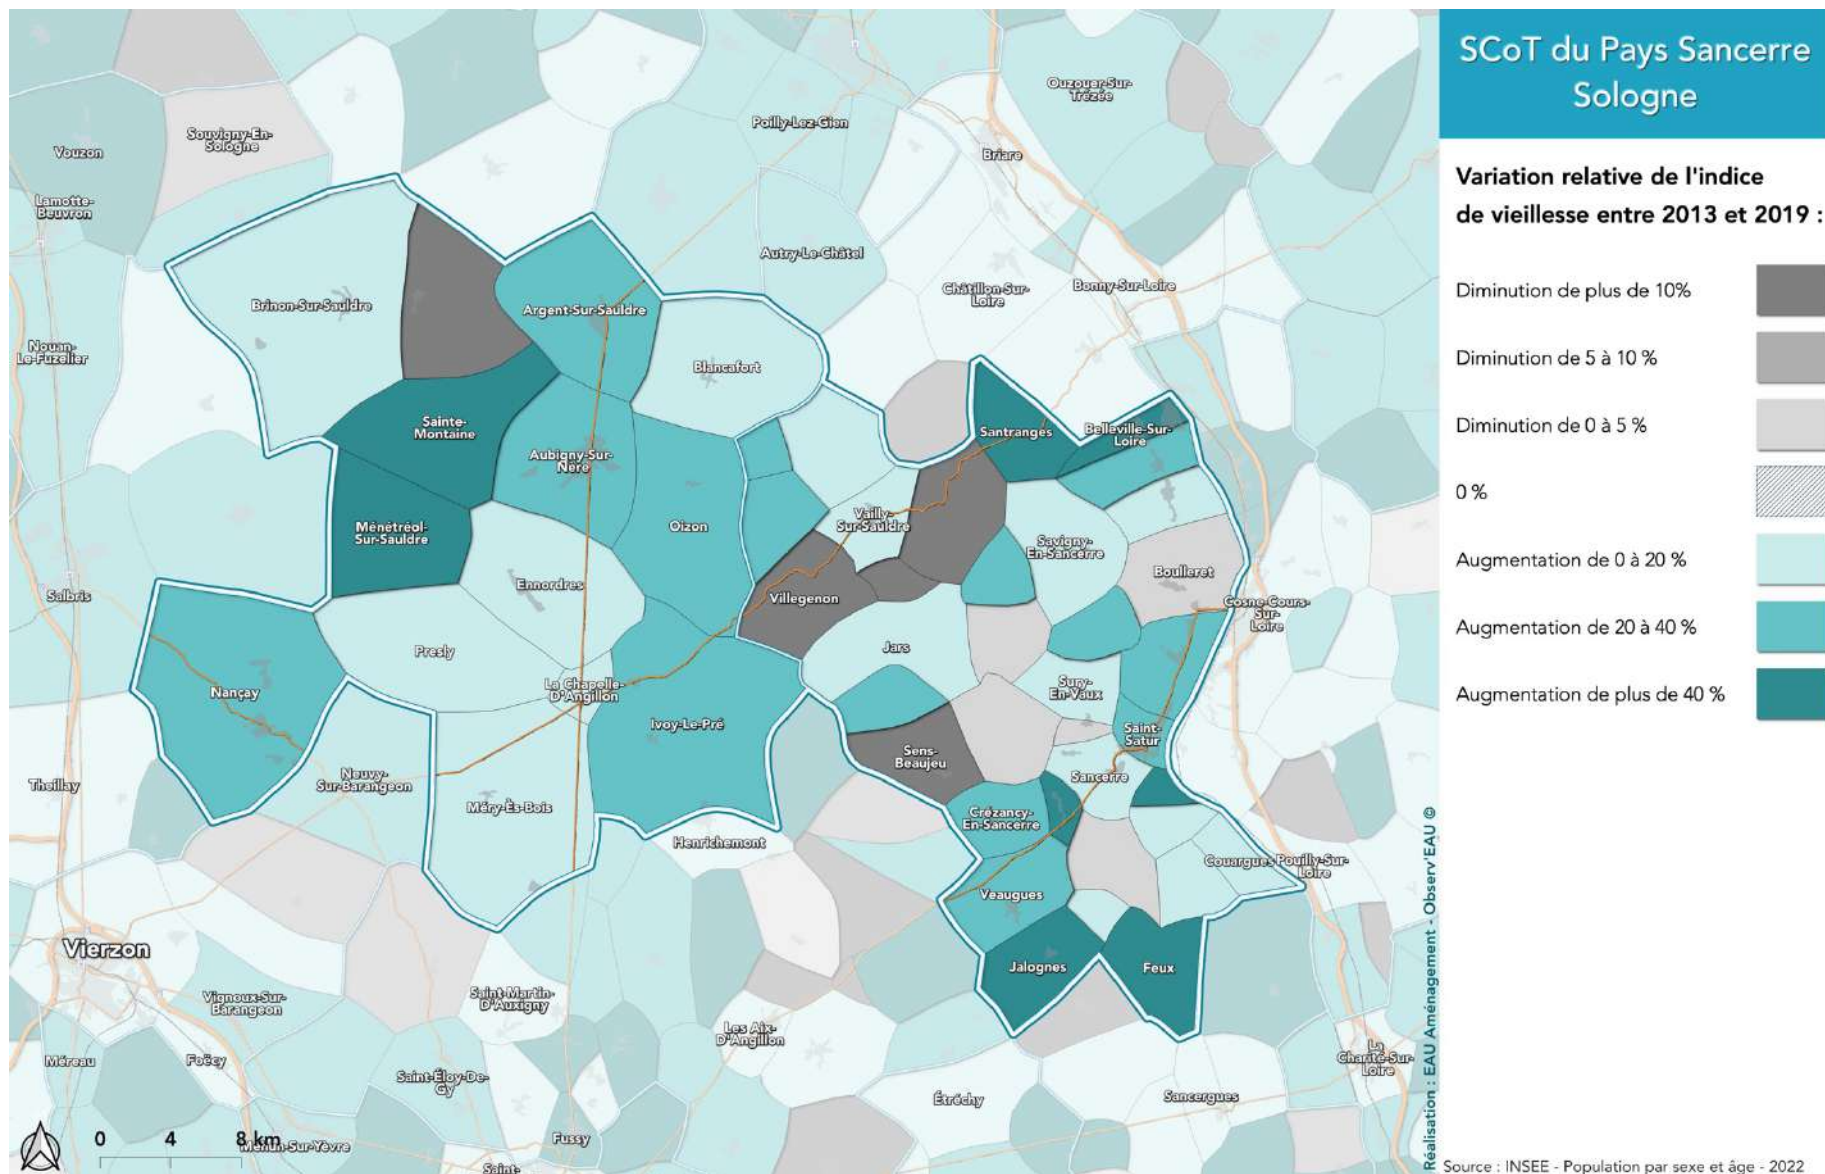 SCoT du Pays Sancerre
Sologne
Variation relative de l'indice
de vieillesse entre 2013 et 2019 :
Diminution de plus de 10%
Diminution de 5 à 10 %
Diminution de 0 à 5 %
0 %
Augmentation de 0 à 20 %
Augmentation de 20 à 40 %
Augmentation de plus de 40 %
Ouzouer-Sur-
Trézée
Poilly-Lez-Gien
Souvigny-En-
Sologne
Vouzon
Briare
Lamotte-
Beuvron
Autry-Le-Châtel
Châtillon-Sur-
Loire
Bonny-Sur-Loire
Brinon-Sur-Sauldre
Argent-Sur-Sauldre
Nouan-
Le-Fuzelier
Blancafort
Sainte-
Montaine
Santranges
Belleville-Sur-
Loire
Aubigny-Sur-
Nère
Ménétréol-
Sur-Sauldre
Oizon
Vailly-
Sur-Sauldre
Savigny-
En-Sancerre
Boulleret
Ennordres
Salbris
Villegenon
Cosne-Cours-
Sur-
Loire
Presly
Jars
Nançay
La Chapelle-
D'Angillon
Sury-
En-Vaux
Ivoy-Le-Pré
Saint-
Satur
Sens-
Beaujeu
Sancerre
Theillay
Neuvy-
Sur-Barangeon
Méry-Ès-Bois
Crézancy-
En-Sancerre
Henrichemont
Couargues
Pouilly-Sur-
Loire
Veaugues
Vierzon
Jalognes
Feux
Vignoux-Sur-
Barangeon
Saint-Martin-
D'Auxigny
Les Aix-
D'Angillon
Méreau
Foëcy
Saint-Éloy-De-
Gy
La
Charité-Sur-
Loire
Étréchy
Sancergues
0 4 8 km
Mehun-Sur-Yèvre
Fussy
Saint-
Réalisation : EAU Aménagement - Observ'EAU ©
Source : INSEE - Population par sexe et âge - 2022